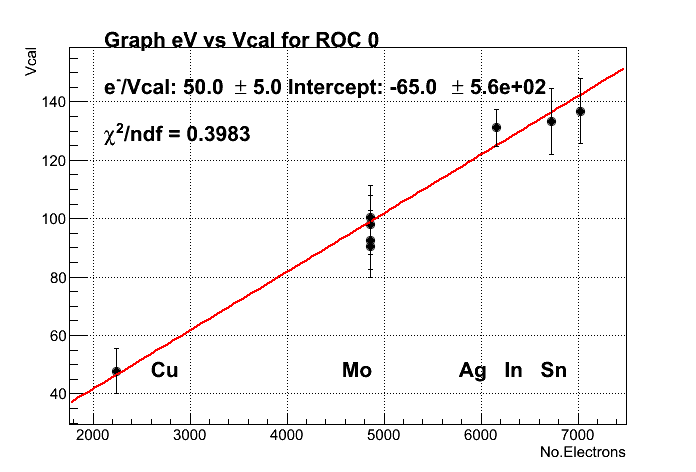 Graph eV vs Vcal for ROC 0
Vcal
e⁻/Vcal: 50.0 ± 5.0 Intercept: -65.0 ± 5.6e+02
χ²/ndf = 0.3983
140
120
100
80
60
40
Cu Mo Ag In Sn
2000 3000 4000 5000 6000 7000
No.Electrons